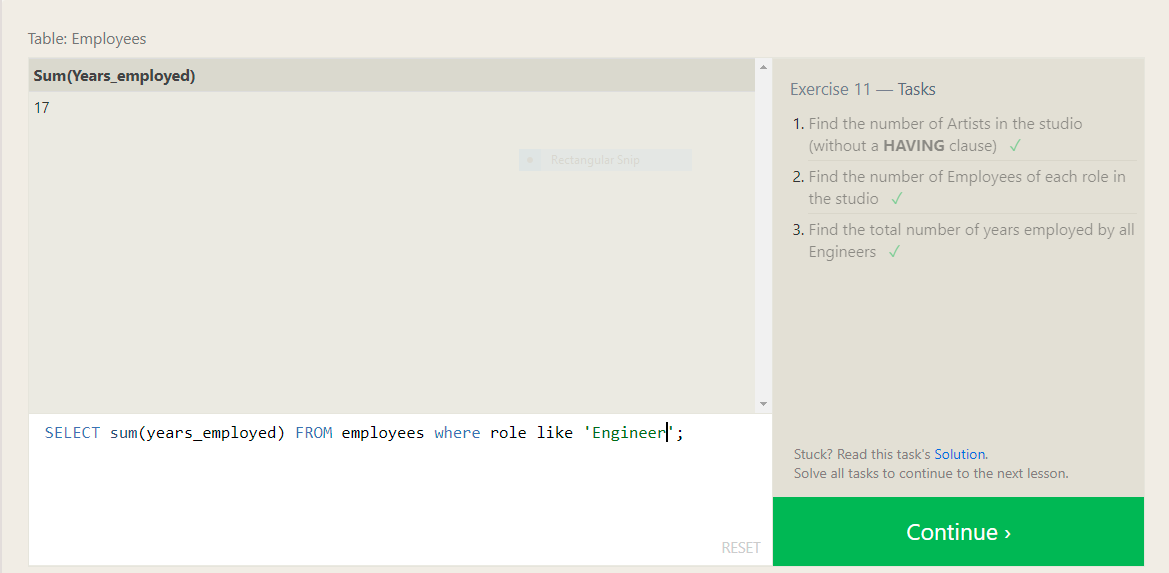 Table: Employees
Sum(Years_employed)
17
Rectangular Snip
SELECT sum(years_employed) FROM employees where role like 'Engineer';
RESET
Exercise 11 — Tasks
1. Find the number of Artists in the studio
(without a HAVING clause) ✓
2. Find the number of Employees of each role in
the studio ✓
3. Find the total number of years employed by all
Engineers ✓
Stuck? Read this task's Solution.
Solve all tasks to continue to the next lesson.
Continue ›